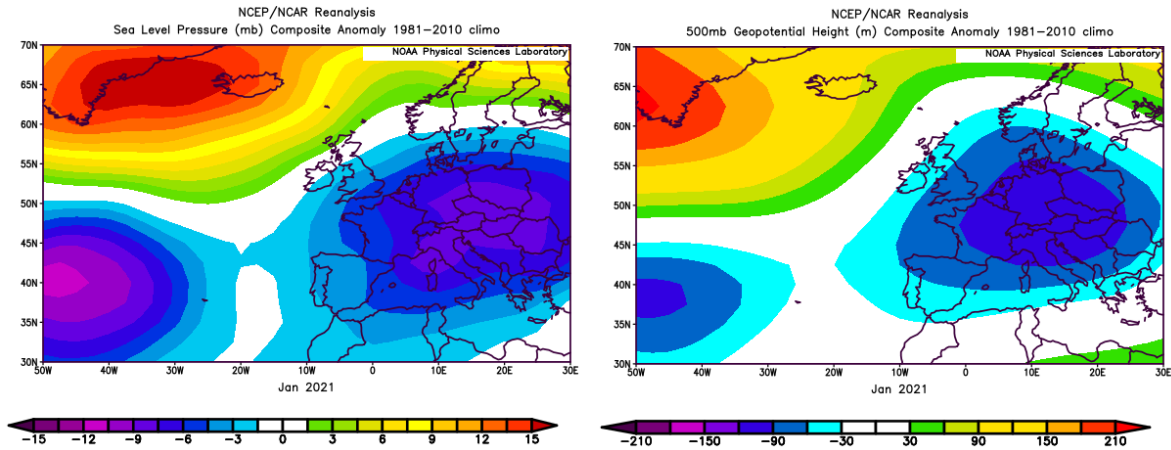 NCEP/NCAR Reanalysis
Sea Level Pressure (mb) Composite Anomaly 1981-2010 climo
NOAA Physical Sciences Laboratory
70N
65N
60N
55N
50N
45N
40N
35N
30N
50W 40W 30W 20W 10W 0 10E 20E 30E
Jan 2021
-15 -12 -9 -6 -3 0 3 6 9 12 15
NCEP/NCAR Reanalysis
500mb Geopotential Height (m) Composite Anomaly 1981-2010 climo
NOAA Physical Sciences Laboratory
70N
65N
60N
55N
50N
45N
40N
35N
30N
50W 40W 30W 20W 10W 0 10E 20E 30E
Jan 2021
-210 -150 -90 -30 30 90 150 210